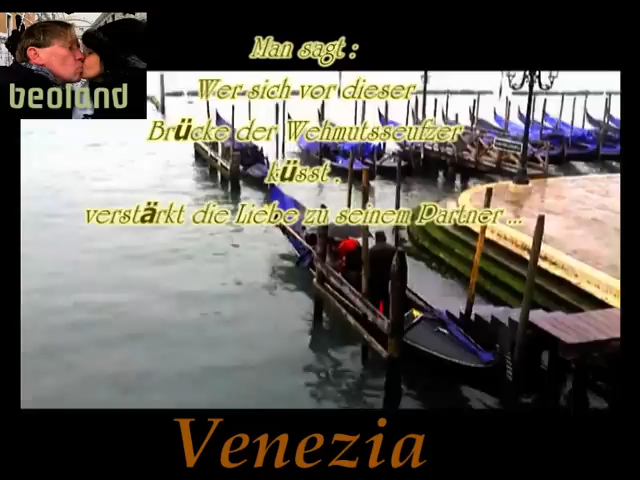 Man sagt :
Wer sich vor dieser
Brücke der Wehmutsseufzer
küsst ,
verstärkt die Liebe zu seinem Partner ...
beoland
Venezia